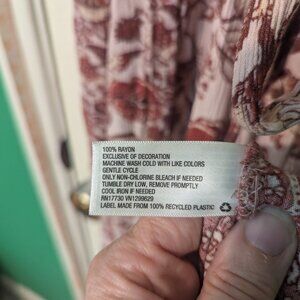 100% RAYON
EXCLUSIVE OF DECORATION
MACHINE WASH COLD WITH LIKE COLORS
GENTLE CYCLE
ONLY NON-CHLORINE BLEACH IF NEEDED
TUMBLE DRY LOW, REMOVE PROMPTLY
COOL IRON IF NEEDED
RN17730 VN1299629
LABEL MADE FROM 100% RECYCLED PLASTIC